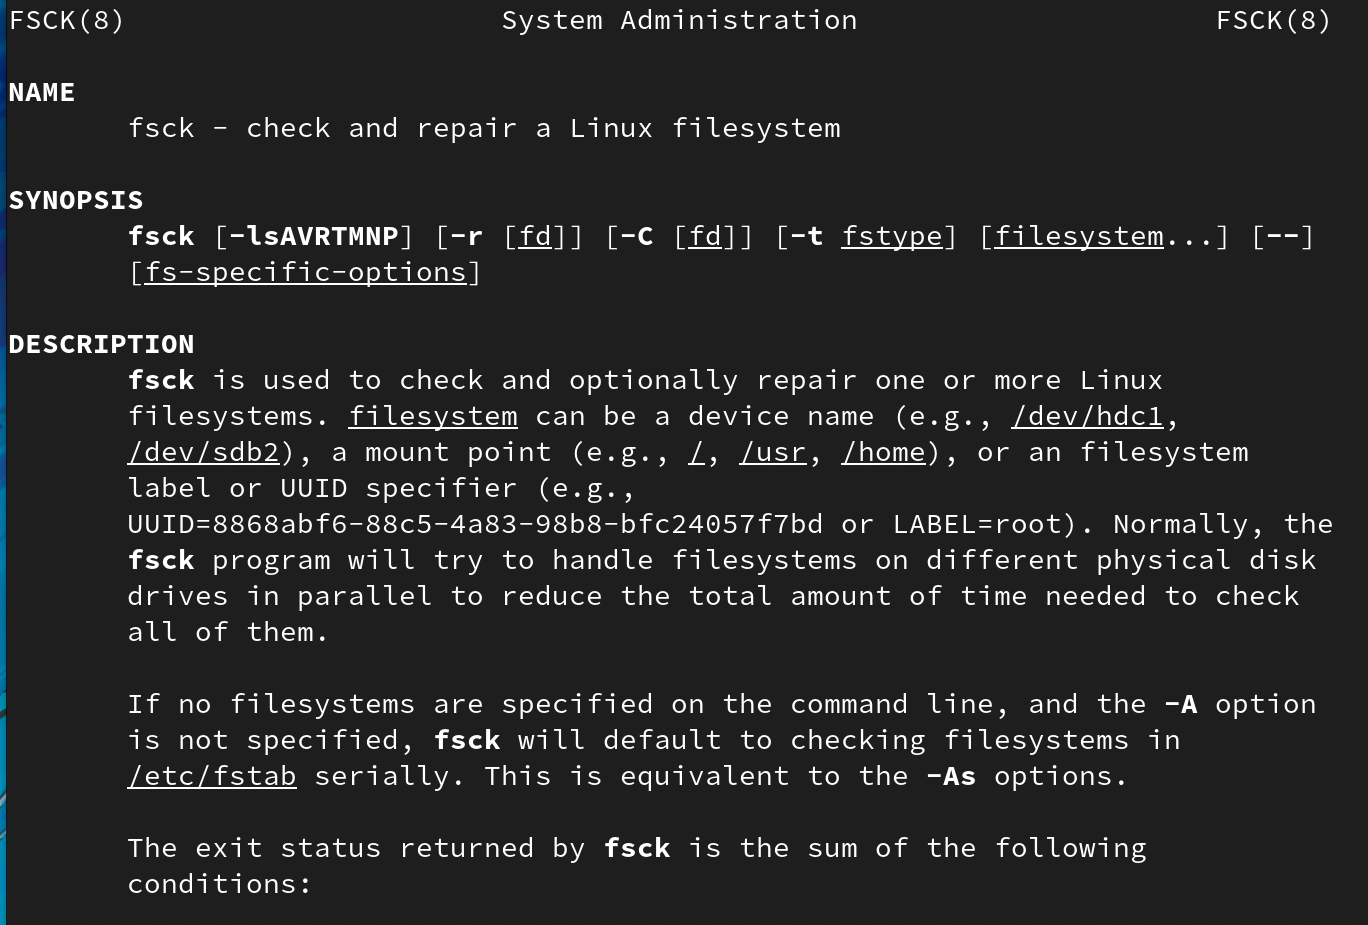 FSCK(8) System Administration FSCK(8)
NAME
fsck - check and repair a Linux filesystem
SYNOPSIS
fsck [-lsAVRTMNP] [-r [fd]] [-C [fd]] [-t fstype] [filesystem...] [--]
[fs-specific-options]
DESCRIPTION
fsck is used to check and optionally repair one or more Linux
filesystems. filesystem can be a device name (e.g., /dev/hdc1,
/dev/sdb2), a mount point (e.g., /, /usr, /home), or an filesystem
label or UUID specifier (e.g.,
UUID=8868abf6-88c5-4a83-98b8-bfc24057f7bd or LABEL=root). Normally, the
fsck program will try to handle filesystems on different physical disk
drives in parallel to reduce the total amount of time needed to check
all of them.
If no filesystems are specified on the command line, and the -A option
is not specified, fsck will default to checking filesystems in
/etc/fstab serially. This is equivalent to the -As options.
The exit status returned by fsck is the sum of the following
conditions: